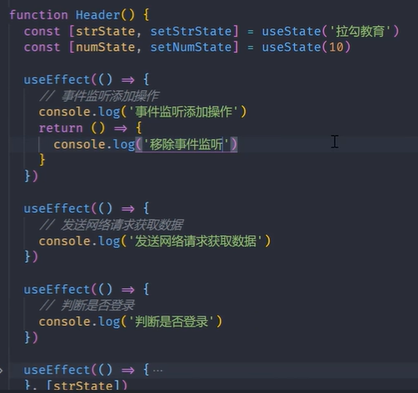 function Header() {
const [strState, setStrState] = useState('拉勾教育')
const [numState, setNumState] = useState(10)
useEffect(() => {
// 事件监听添加操作
console.log('事件监听添加操作')
return () => {
console.log('移除事件监听')
}
})
useEffect(() => {
// 发送网络请求获取数据
console.log('发送网络请求获取数据')
})
useEffect(() => {
// 判断是否登录
console.log('判断是否登录')
})
useEffect(() => {···
}, [strState])